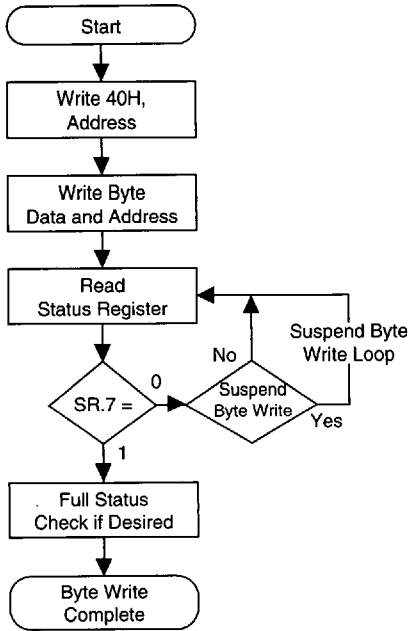 Start
Write 40H,
Address
Write Byte
Data and Address
Read
Status Register
Suspend Byte
Write Loop
No
0
SR.7 =
Suspend
Byte Write
Yes
1
Full Status
Check if Desired
Byte Write
Complete